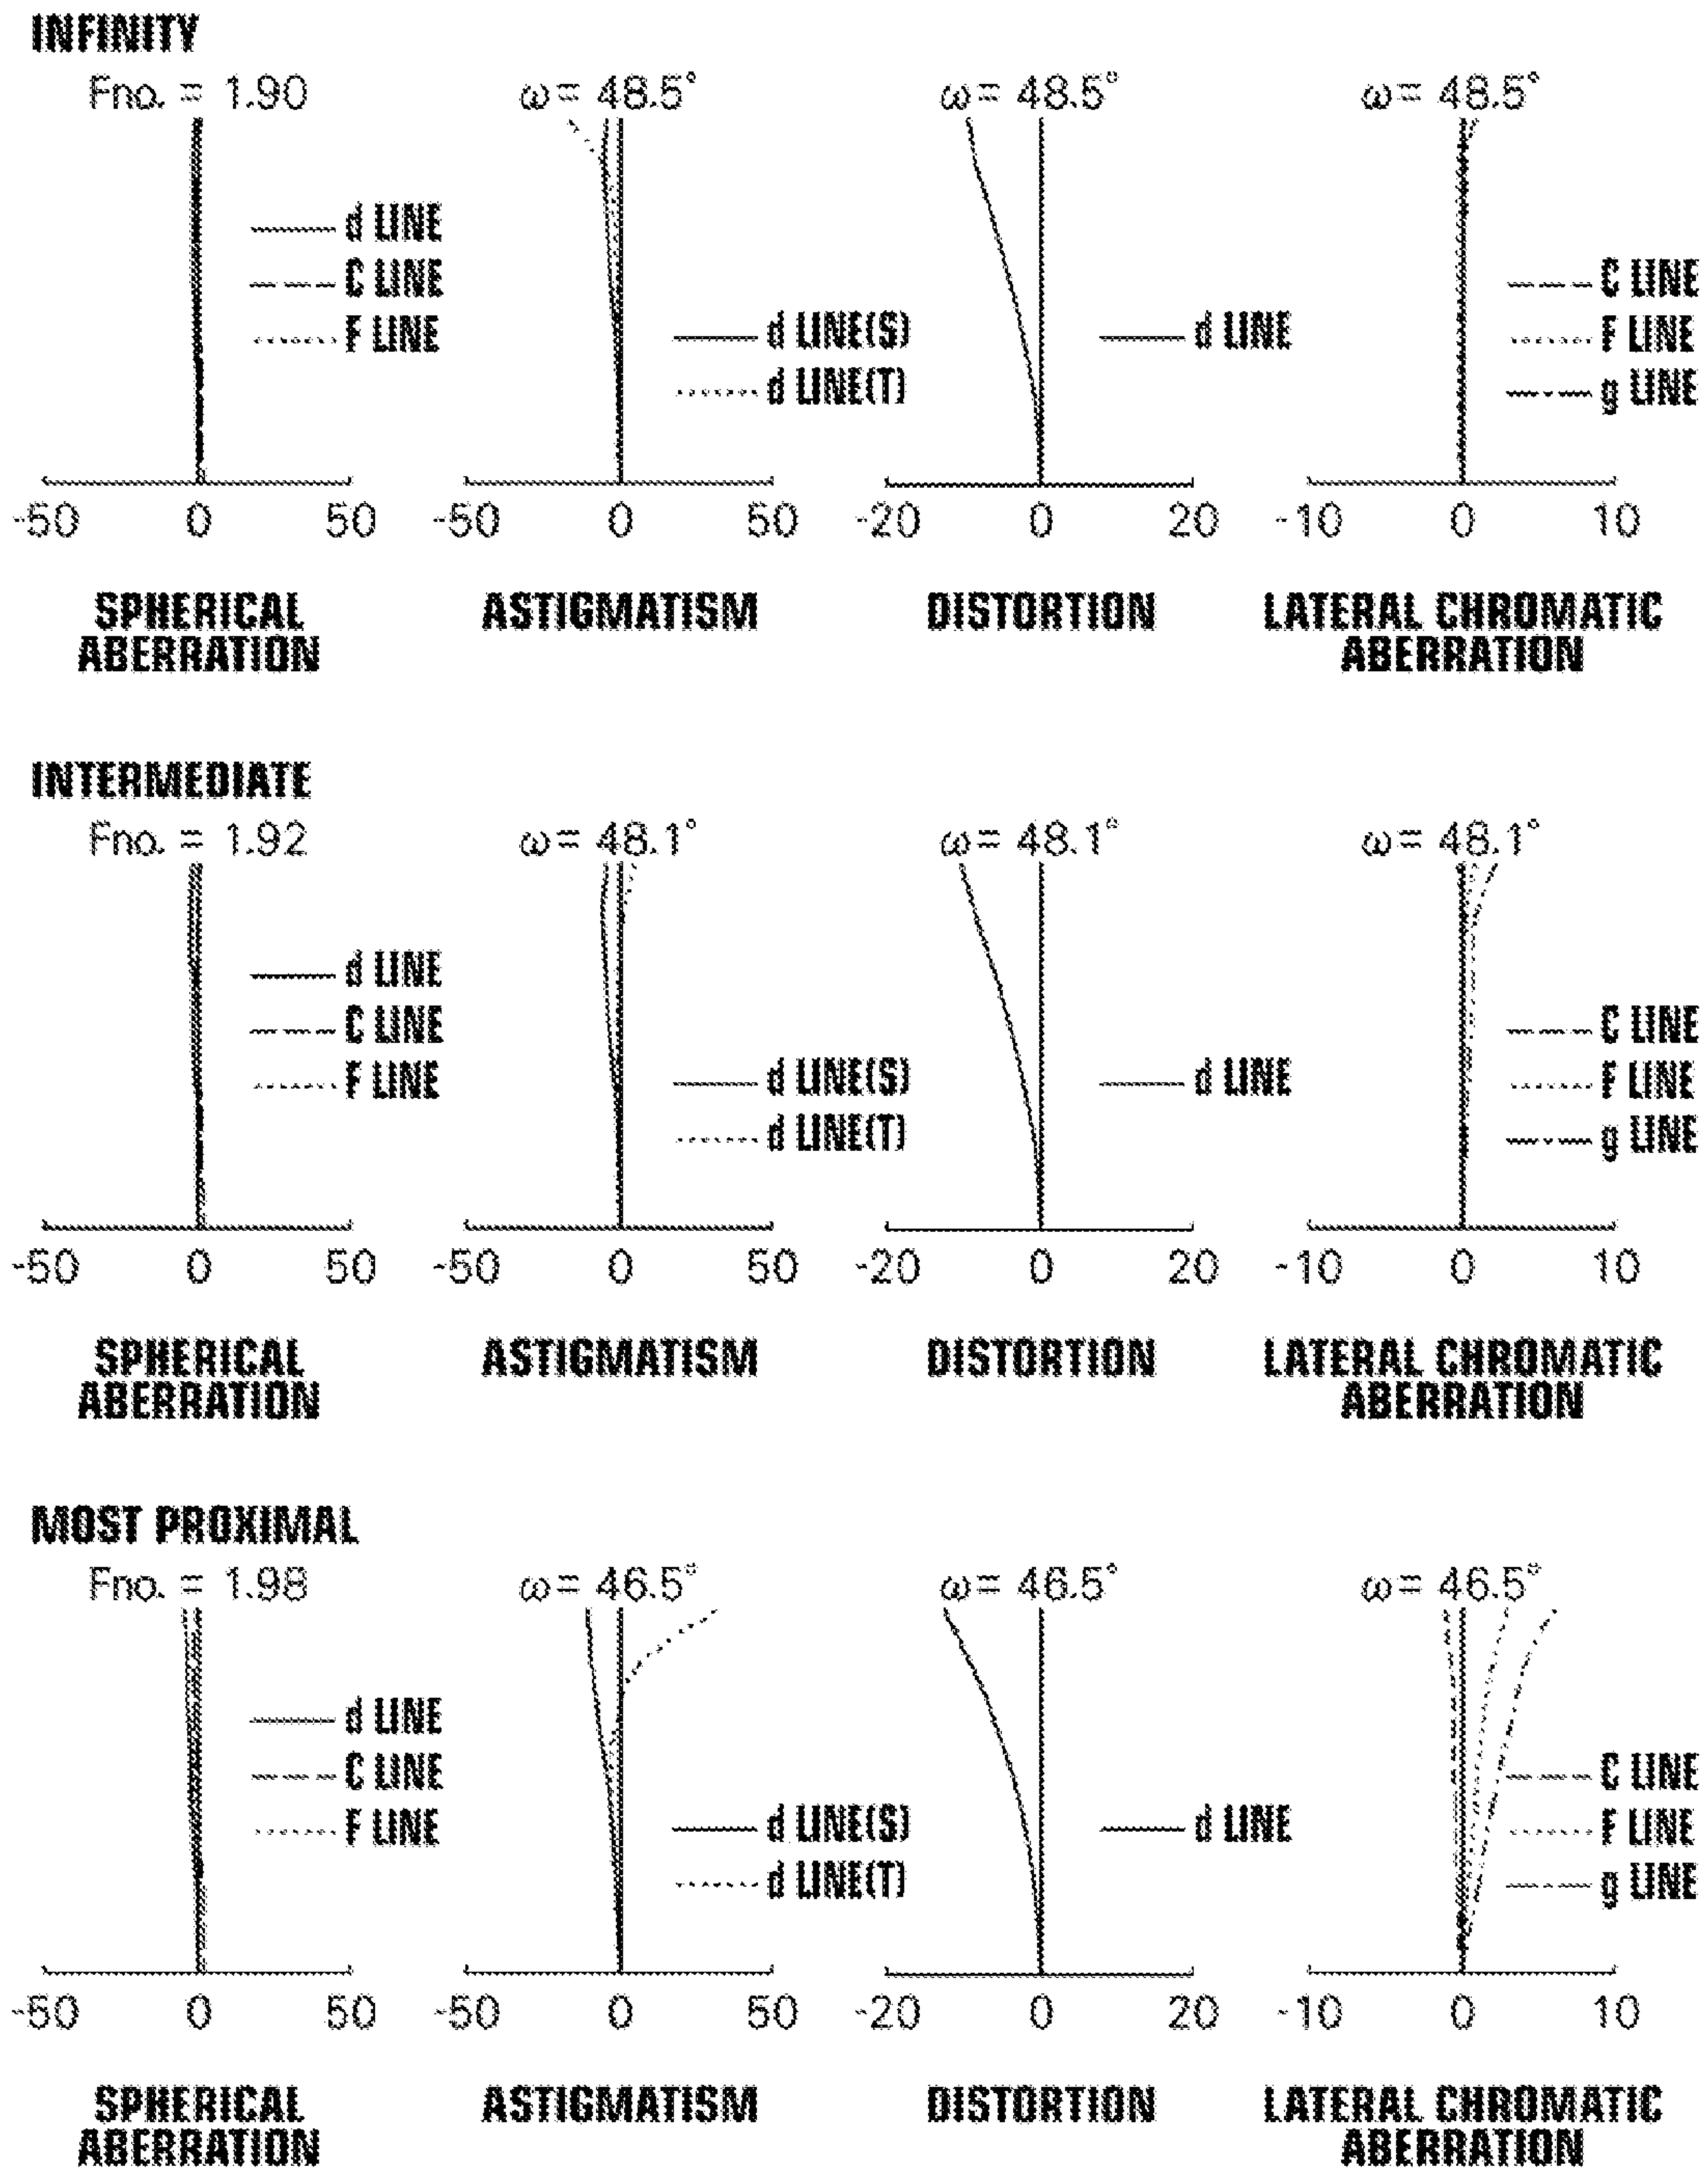 INFINITY
Fno. = 1.90
ω = 48.5°
ω = 48.5°
ω = 48.5°
d LINE
C LINE
F LINE
d LINE(S)
d LINE(T)
d LINE
C LINE
F LINE
g LINE
-50 0 50
-50 0 50
-20 0 20
-10 0 10
SPHERICAL
ABERRATION
ASTIGMATISM
DISTORTION
LATERAL CHROMATIC
ABERRATION
INTERMEDIATE
Fno. = 1.92
ω = 48.1°
ω = 48.1°
ω = 48.1°
d LINE
C LINE
F LINE
d LINE(S)
d LINE(T)
d LINE
C LINE
F LINE
g LINE
-50 0 50
-50 0 50
-20 0 20
-10 0 10
SPHERICAL
ABERRATION
ASTIGMATISM
DISTORTION
LATERAL CHROMATIC
ABERRATION
MOST PROXIMAL
Fno. = 1.98
ω = 46.5°
ω = 46.5°
ω = 46.5°
d LINE
C LINE
F LINE
d LINE(S)
d LINE(T)
d LINE
C LINE
F LINE
g LINE
-50 0 50
-50 0 50
-20 0 20
-10 0 10
SPHERICAL
ABERRATION
ASTIGMATISM
DISTORTION
LATERAL CHROMATIC
ABERRATION